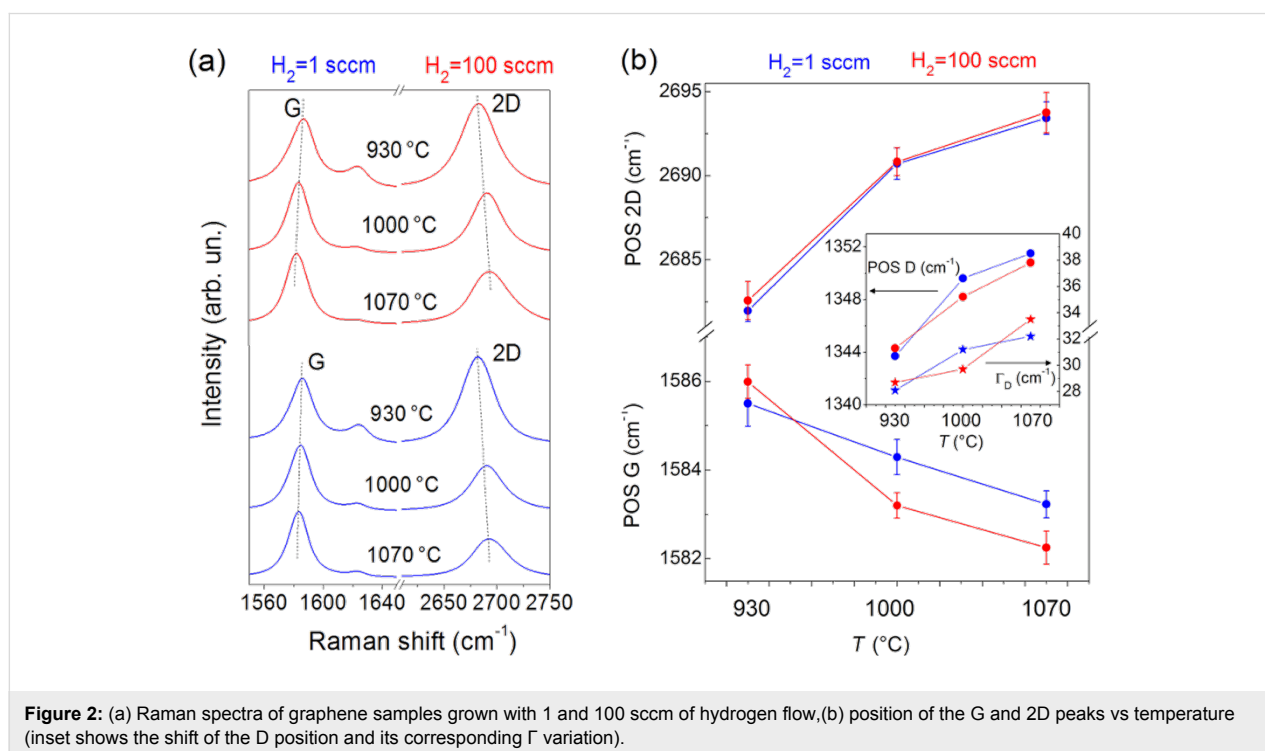 (a)
H₂=1 sccm
H₂=100 sccm
G
2D
930 °C
1000 °C
1070 °C
G
2D
930 °C
1000 °C
1070 °C
Intensity (arb. un.)
1560 1600 1640 2650 2700 2750
Raman shift (cm⁻¹)
(b)
H₂=1 sccm
H₂=100 sccm
2695
2690
2685
POS 2D (cm⁻¹)
1586
1584
1582
POS G (cm⁻¹)
930 1000 1070
T (°C)
1352
1348
1344
1340
POS D (cm⁻¹)
40
38
36
34
32
30
28
Γ_D (cm⁻¹)
930 1000 1070
T (°C)
Figure 2: (a) Raman spectra of graphene samples grown with 1 and 100 sccm of hydrogen flow,(b) position of the G and 2D peaks vs temperature
(inset shows the shift of the D position and its corresponding Γ variation).